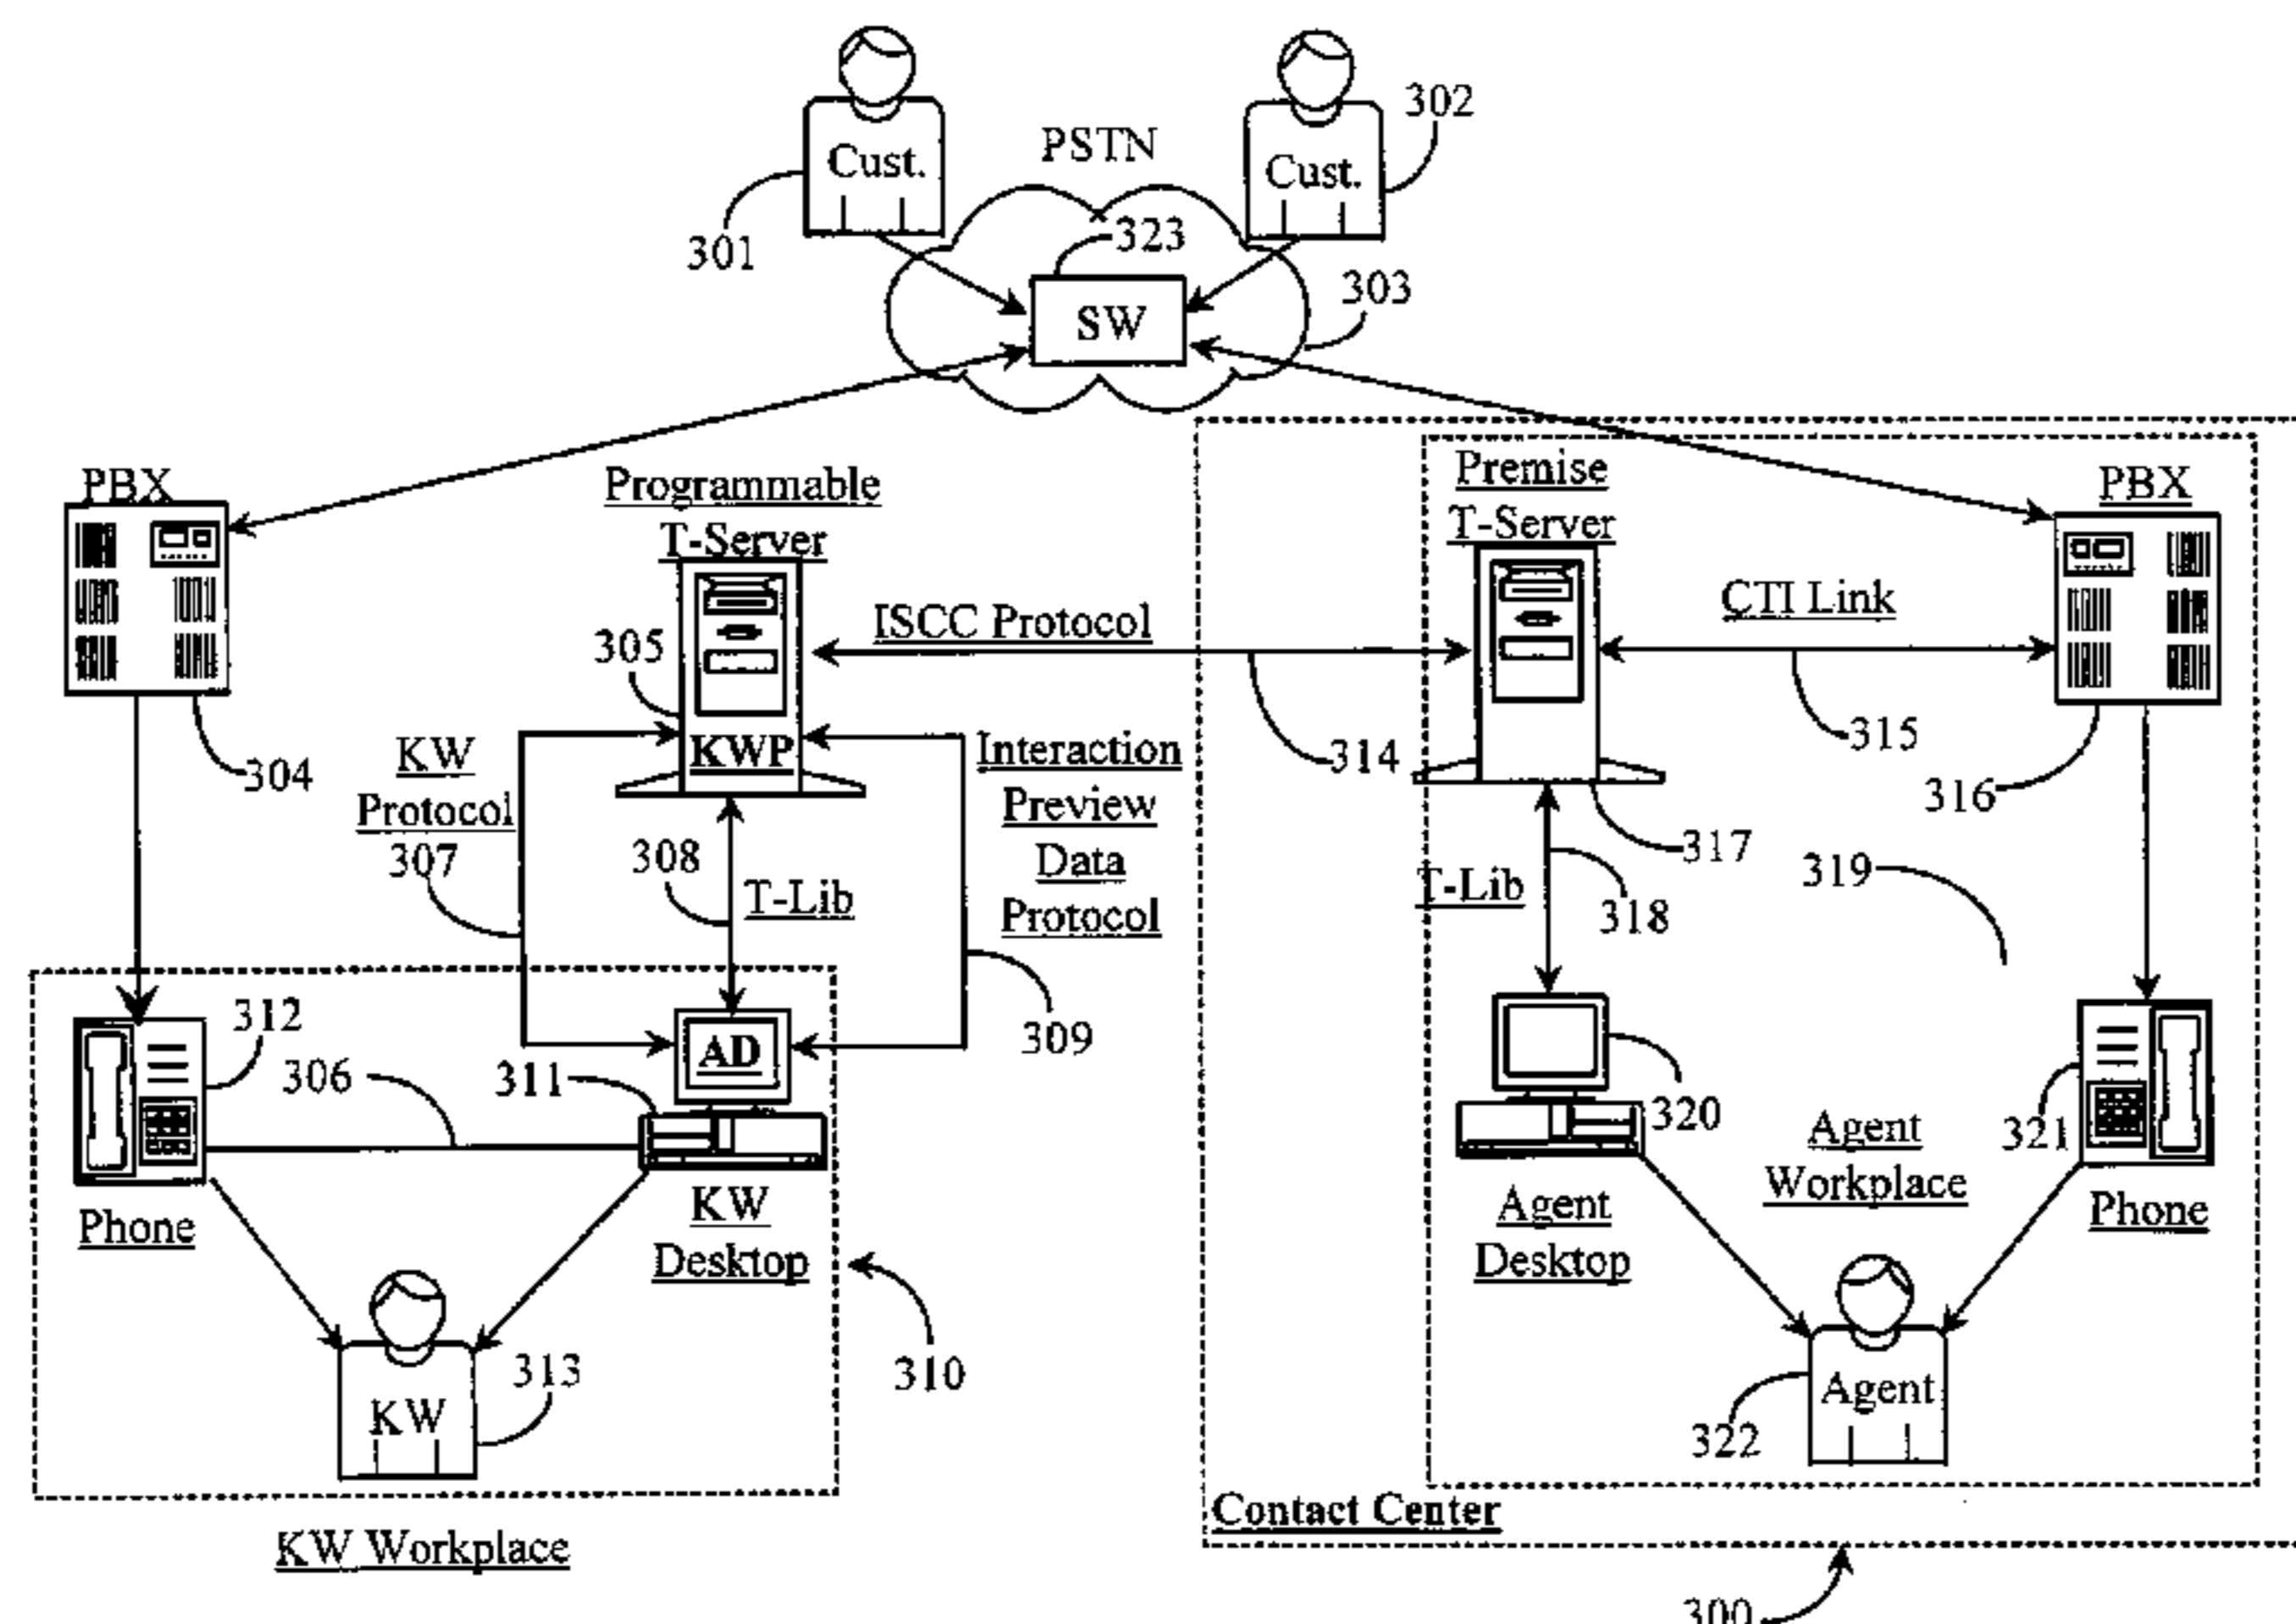 302
PSTN
Cust.
Cust.
323
301
303
SW
PBX
Programmable
T-Server
Premise
T-Server
PBX
ISCC Protocol
CTI Link
305
KWP
304
KW
Protocol
307
308
T-Lib
Interaction
Preview
Data
Protocol
314
315
316
317
319
T-Lib
318
312
306
311
AD
309
320
321
Agent
Workplace
Phone
KW
Desktop
Agent
Desktop
Phone
313
310
KW
Agent
322
Contact Center
KW Workplace
300